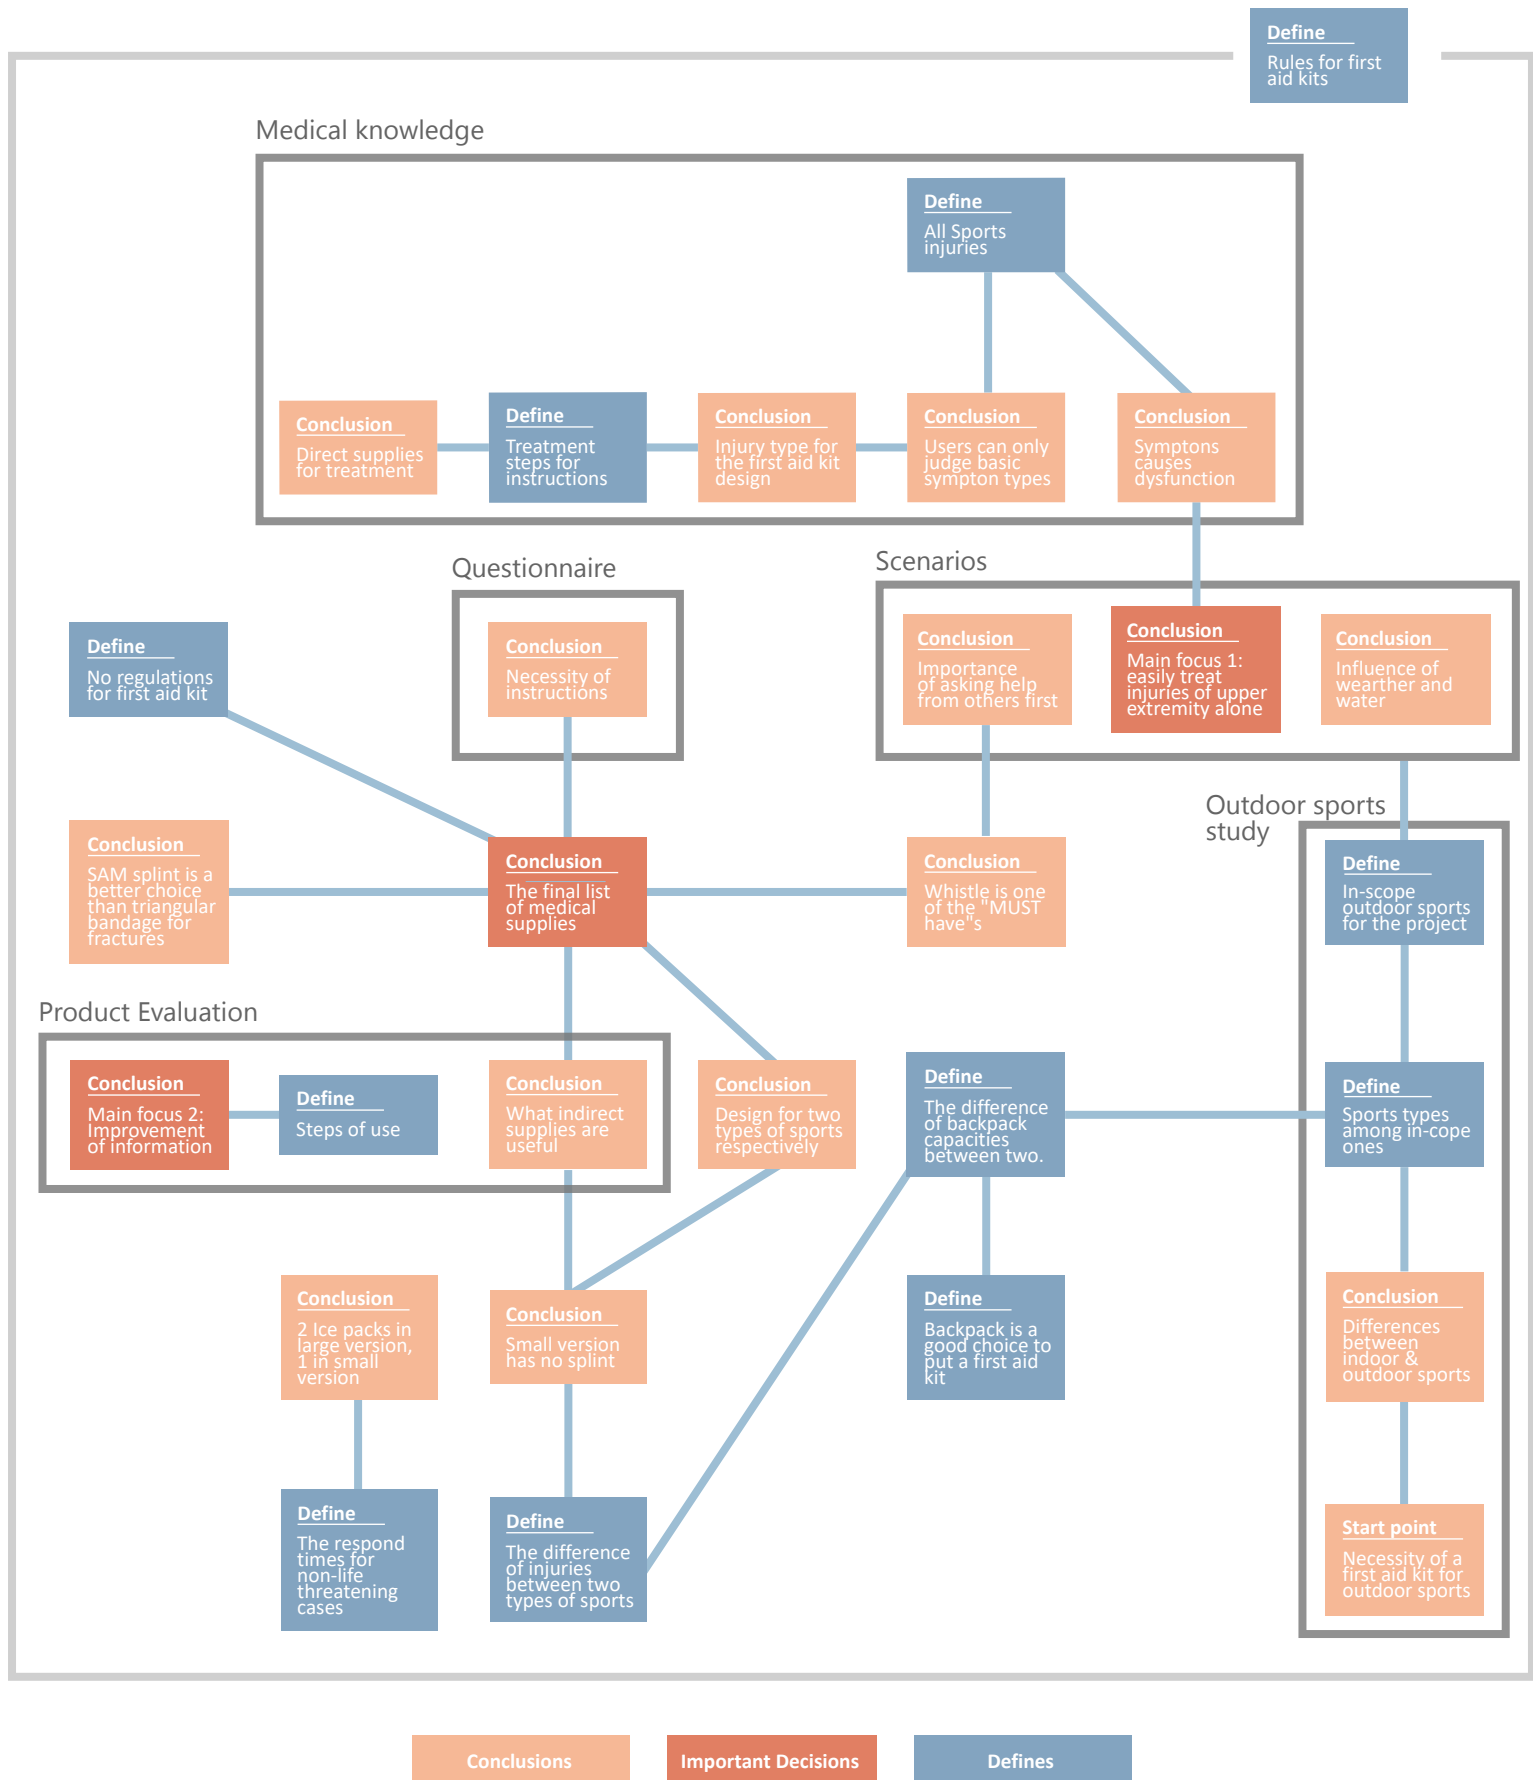 Define
Rules for first
aid kits
Medical knowledge
Define
All Sports
injuries
Conclusion
Direct supplies
for treatment
Define
Treatment
steps for
instructions
Conclusion
Injury type for
the first aid kit
design
Conclusion
Users can only
judge basic
sympton types
Conclusion
Symptons
causes
dysfunction
Questionnaire
Conclusion
Necessity of
instructions
Scenarios
Conclusion
Importance
of asking help
from others first
Conclusion
Main focus 1:
easily treat
injuries of upper
extremity alone
Conclusion
Influence of
wearther and
water
Define
No regulations
for first aid kit
Conclusion
SAM splint is a
better choice
than triangular
bandage for
fractures
Conclusion
The final list
of medical
supplies
Conclusion
Whistle is one
of the "MUST
have"s
Outdoor sports
study
Define
In-scope
outdoor sports
for the project
Product Evaluation
Conclusion
Main focus 2:
Improvement
of information
Define
Steps of use
Conclusion
What indirect
supplies are
useful
Conclusion
Design for two
types of sports
respectively
Define
The difference
of backpack
capacities
between two.
Define
Sports types
among in-cope
ones
Conclusion
2 Ice packs in
large version,
1 in small
version
Conclusion
Small version
has no splint
Define
Backpack is a
good choice to
put a first aid
kit
Conclusion
Differences
between
indoor &
outdoor sports
Define
The respond
times for
non-life
threatening
cases
Define
The difference
of injuries
between two
types of sports
Start point
Necessity of a
first aid kit for
outdoor sports
Conclusions
Important Decisions
Defines